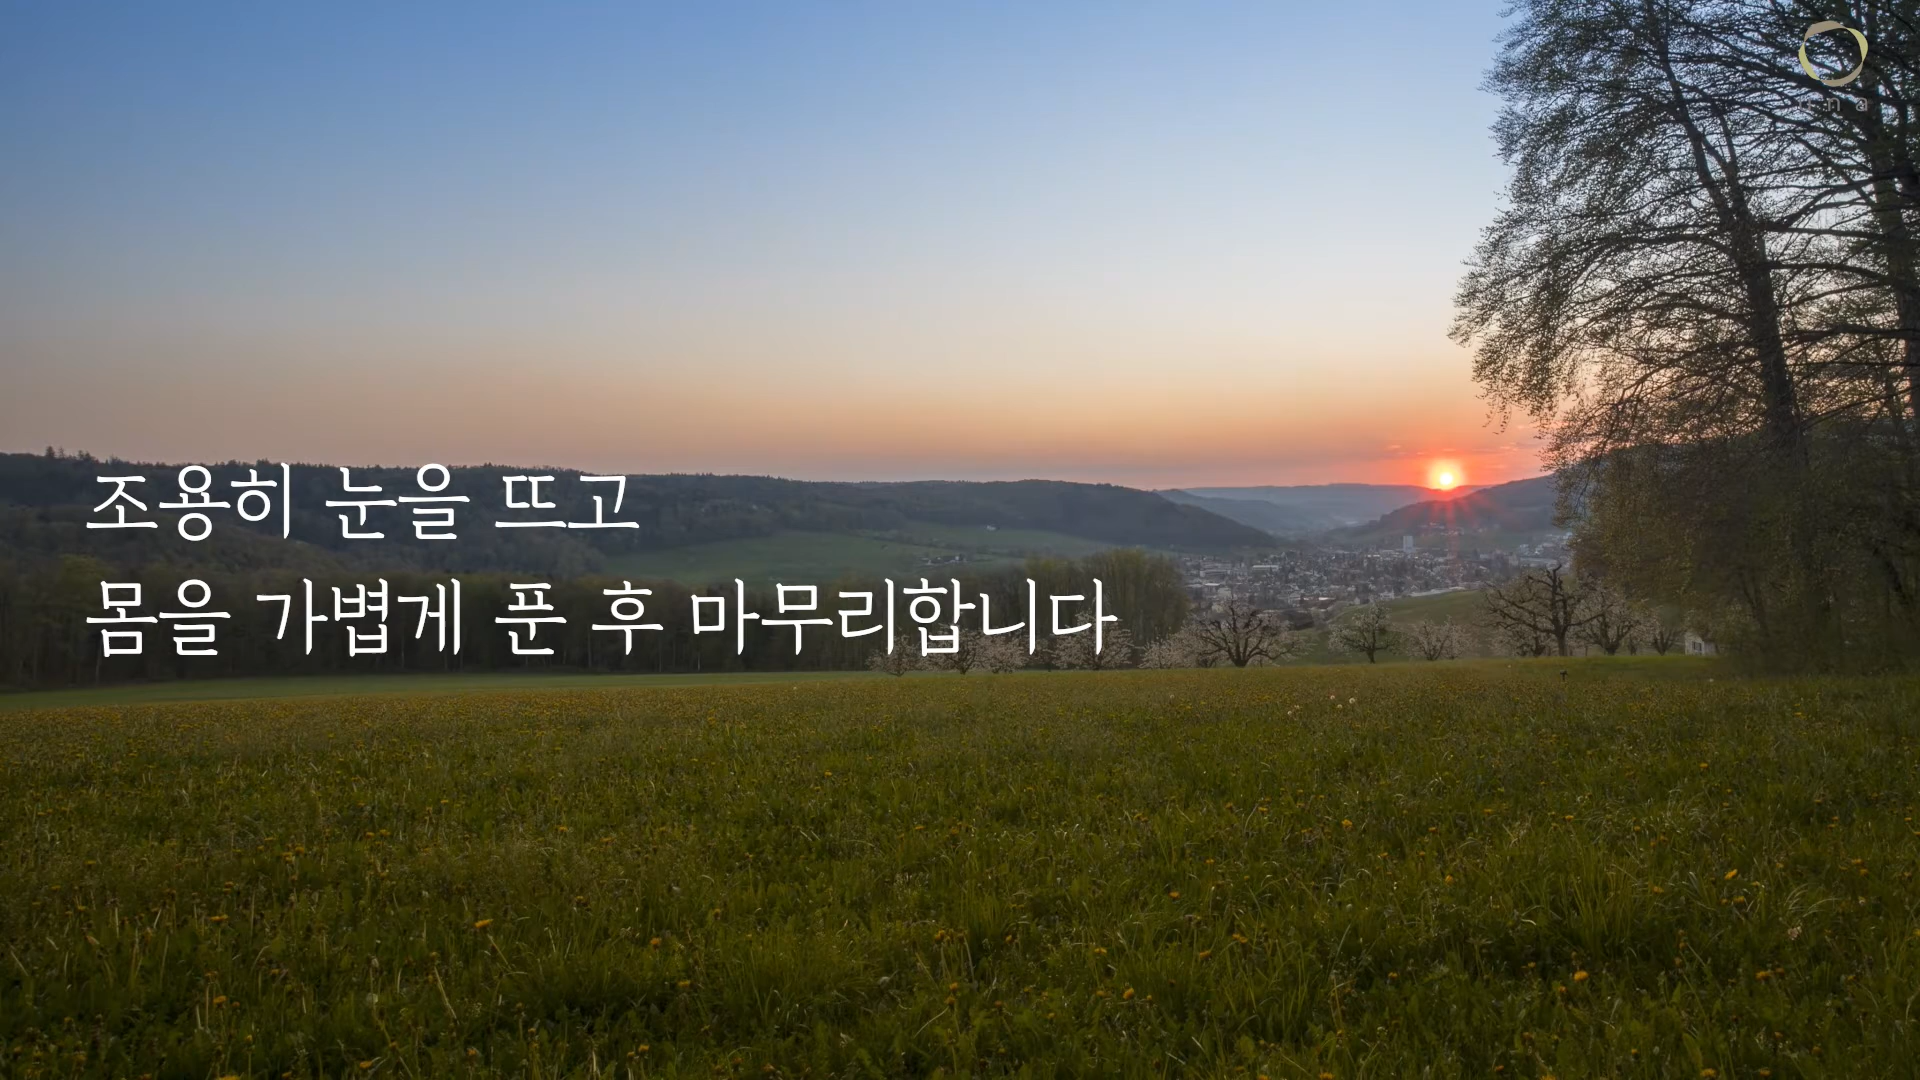 조용히 눈을 뜨고
몸을 가볍게 푼 후 마무리합니다